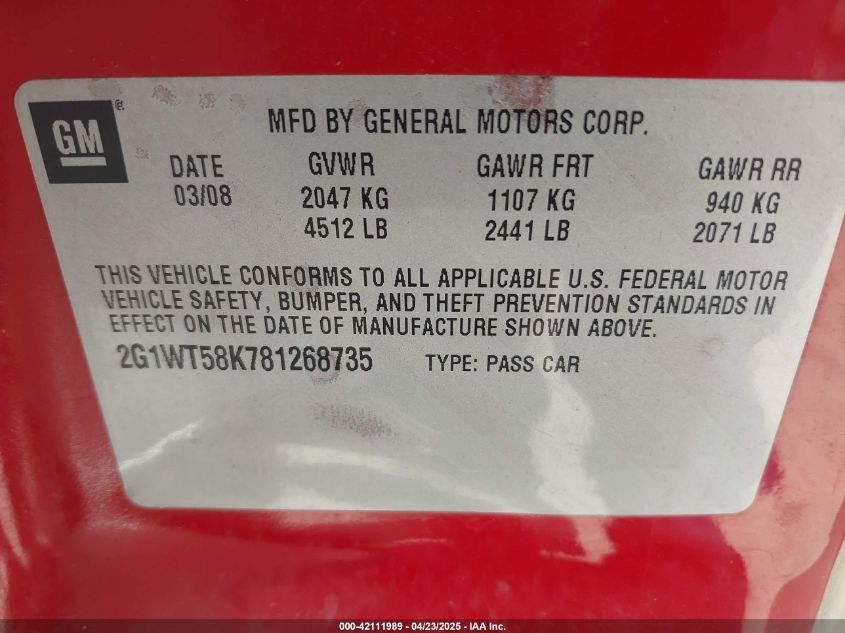 GM®
MFD BY GENERAL MOTORS CORP.
DATE GVWR GAWR FRT GAWR RR
03/08 2047 KG 1107 KG 940 KG
4512 LB 2441 LB 2071 LB
THIS VEHICLE CONFORMS TO ALL APPLICABLE U.S. FEDERAL MOTOR
VEHICLE SAFETY, BUMPER, AND THEFT PREVENTION STANDARDS IN
EFFECT ON THE DATE OF MANUFACTURE SHOWN ABOVE.
2G1WT58K781268735 TYPE: PASS CAR
000-42111989 - 04/23/2025 - IAA Inc.